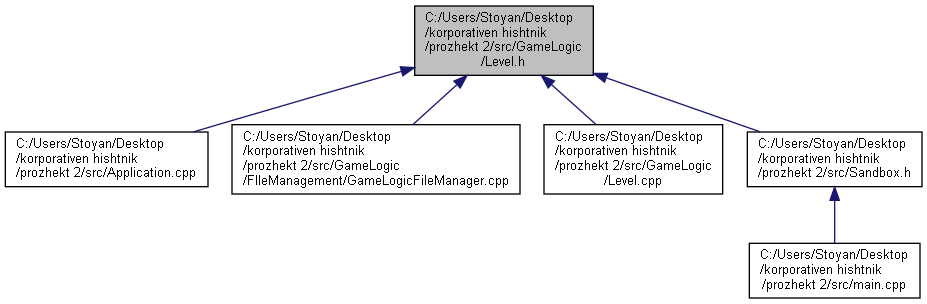 C:/Users/Stoyan/Desktop
/korporativen hishtnik
/prozhekt 2/src/GameLogic
/Level.h
C:/Users/Stoyan/Desktop
/korporativen hishtnik
/prozhekt 2/src/Application.cpp
C:/Users/Stoyan/Desktop
/korporativen hishtnik
/prozhekt 2/src/GameLogic
/FIleManagement/GameLogicFileManager.cpp
C:/Users/Stoyan/Desktop
/korporativen hishtnik
/prozhekt 2/src/GameLogic
/Level.cpp
C:/Users/Stoyan/Desktop
/korporativen hishtnik
/prozhekt 2/src/Sandbox.h
C:/Users/Stoyan/Desktop
/korporativen hishtnik
/prozhekt 2/src/main.cpp